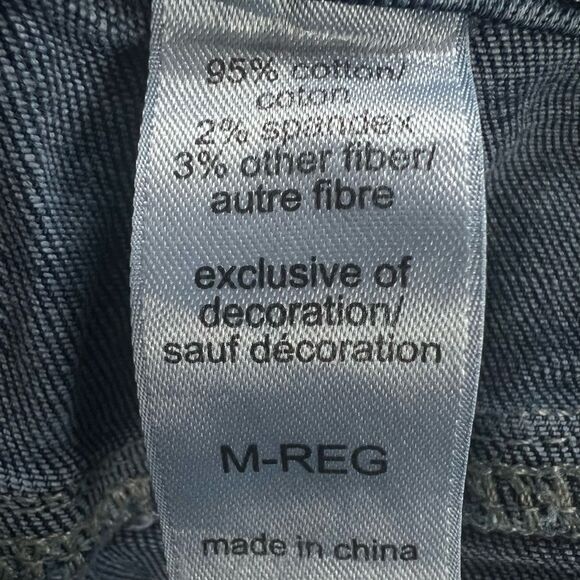 95% cotton/
coton
2% spandex
3% other fiber/
autre fibre
exclusive of
decoration/
sauf décoration
M-REG
made in china